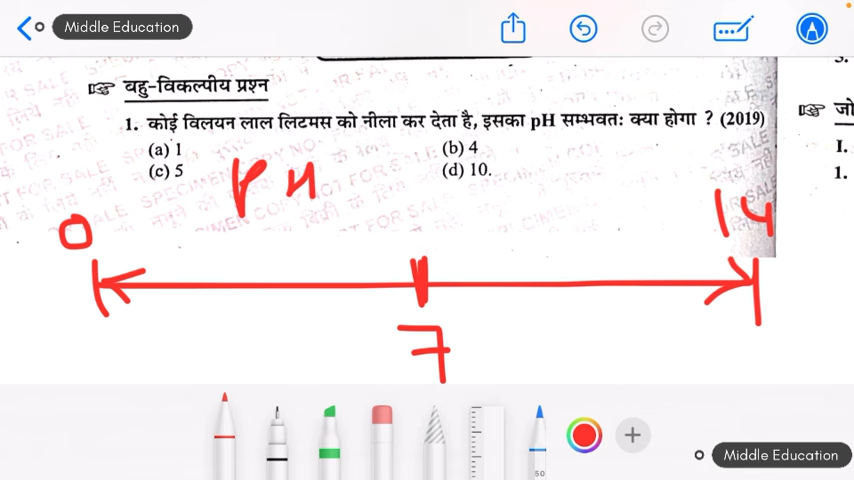 Middle Education
बहु-विकल्पीय प्रश्न
1. कोई विलयन लाल लिटमस को नीला कर देता है, इसका pH सम्भवतः क्या होगा ? (2019)
(a) 1 (b) 4
(c) 5 (d) 10.
जो
I.
1.
PH
0 14
7
50
Middle Education